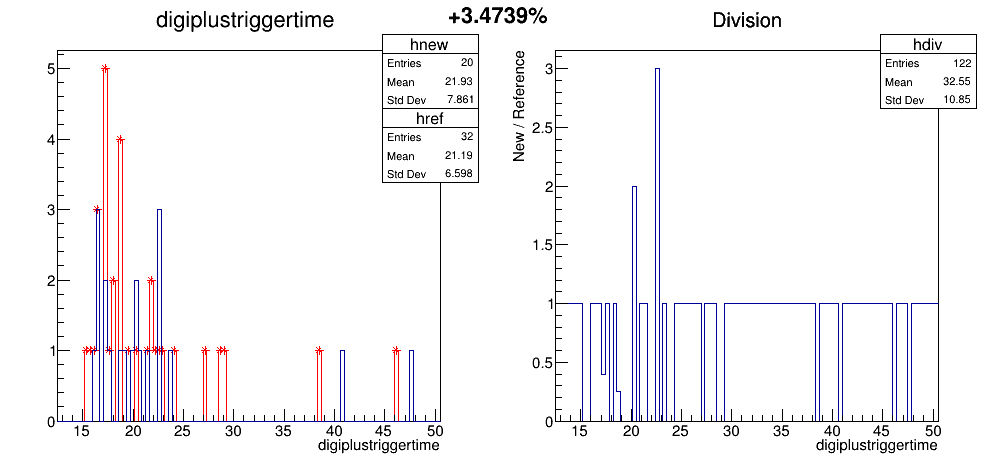 digiplustriggertime
+3.4739%
Division
hnew
Entries 20
Mean 21.93
Std Dev 7.861
href
Entries 32
Mean 21.19
Std Dev 6.598
5
4
3
2
1
0
15 20 25 30 35 40 45 50
digiplustriggertime
hdiv
Entries 122
Mean 32.55
Std Dev 10.85
New / Reference
3
2.5
2
1.5
1
0.5
0
15 20 25 30 35 40 45 50
digiplustriggertime